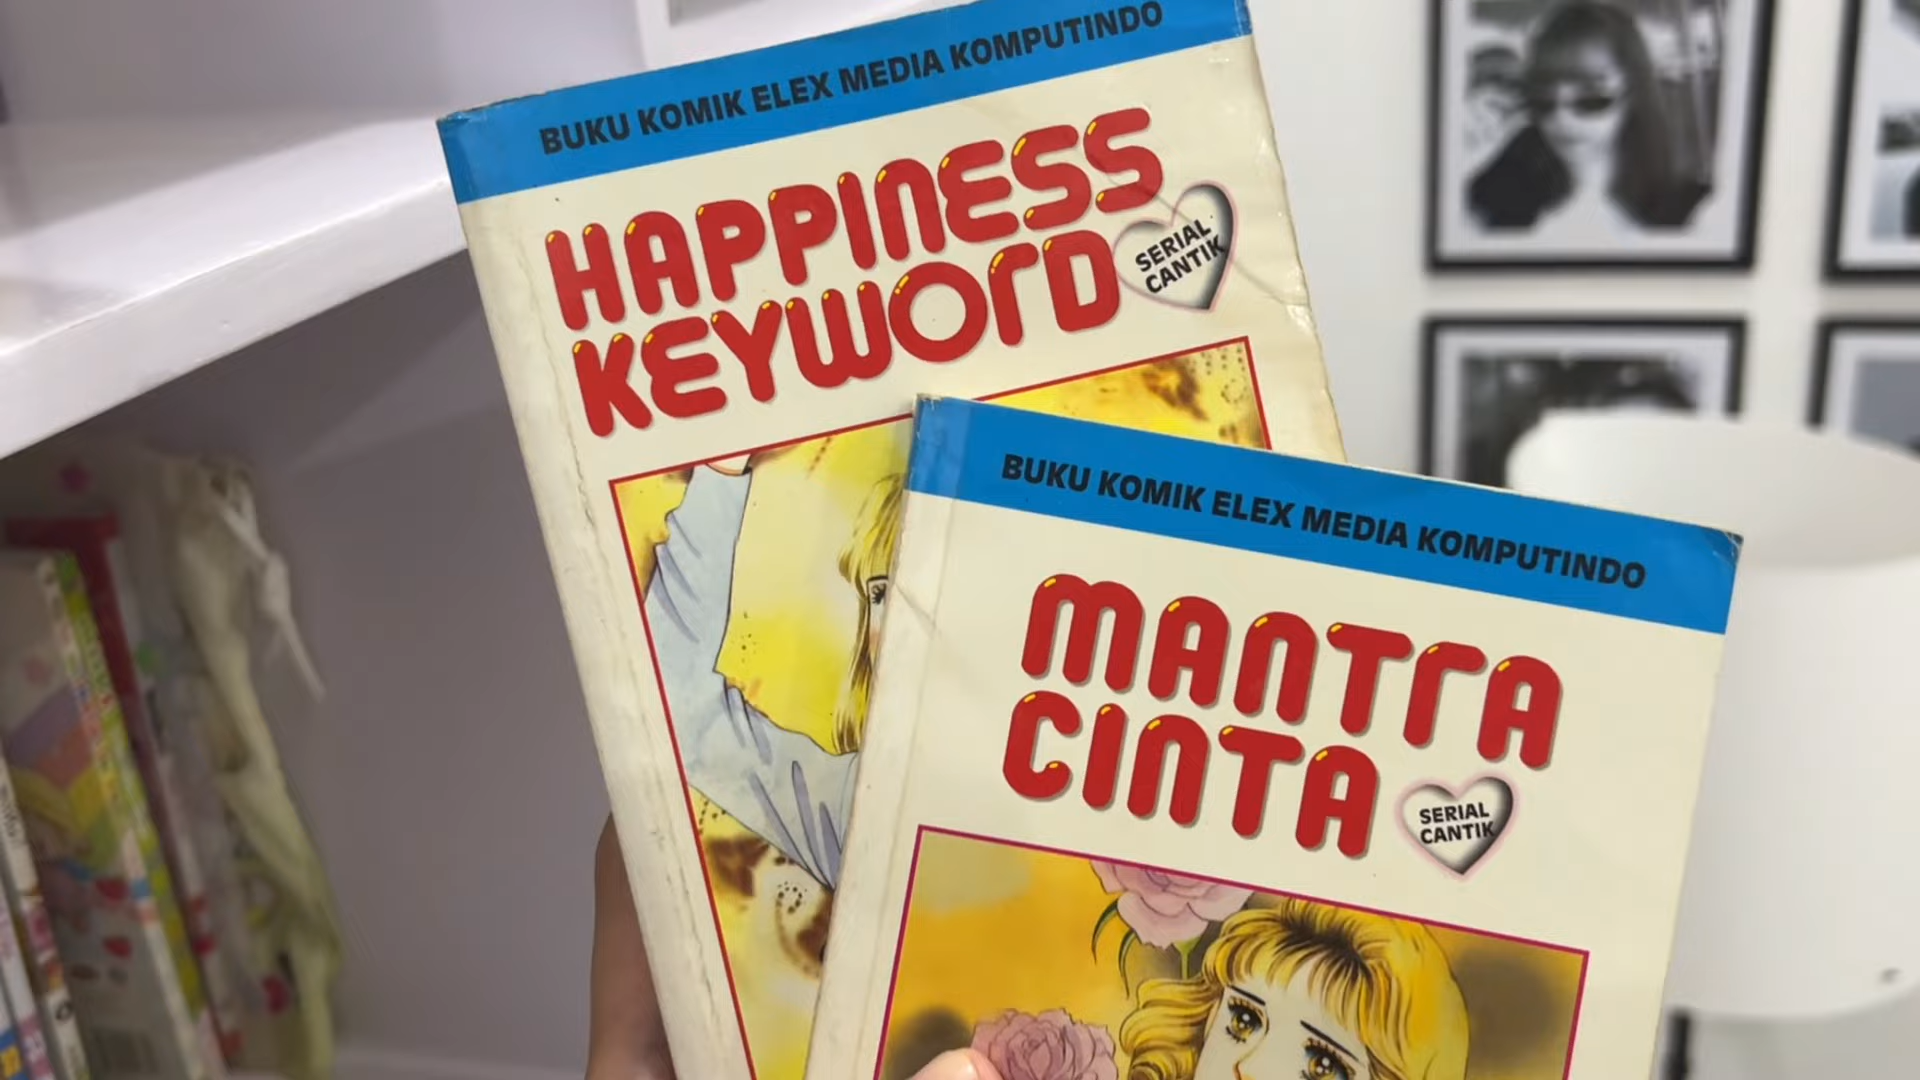 BUKU KOMIK ELEX MEDIA KOMPUTINDO
HAPPINESS
KEYWORD
SERIAL
CANTIK
BUKU KOMIK ELEX MEDIA KOMPUTINDO
MANTRA
CINTA
SERIAL
CANTIK